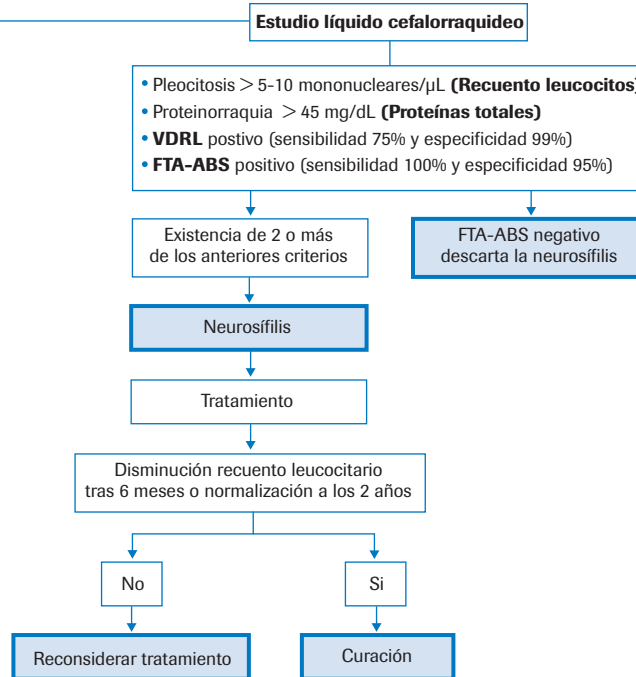 Estudio líquido cefalorraquideo
• Pleocitosis > 5-10 mononucleares/µL (Recuento leucocitos)
• Proteinorraquia > 45 mg/dL (Proteínas totales)
• VDRL postivo (sensibilidad 75% y especificidad 99%)
• FTA-ABS positivo (sensibilidad 100% y especificidad 95%)
Existencia de 2 o más
de los anteriores criterios
FTA-ABS negativo
descarta la neurosífilis
Neurosífilis
Tratamiento
Disminución recuento leucocitario
tras 6 meses o normalización a los 2 años
No
Si
Reconsiderar tratamiento
Curación